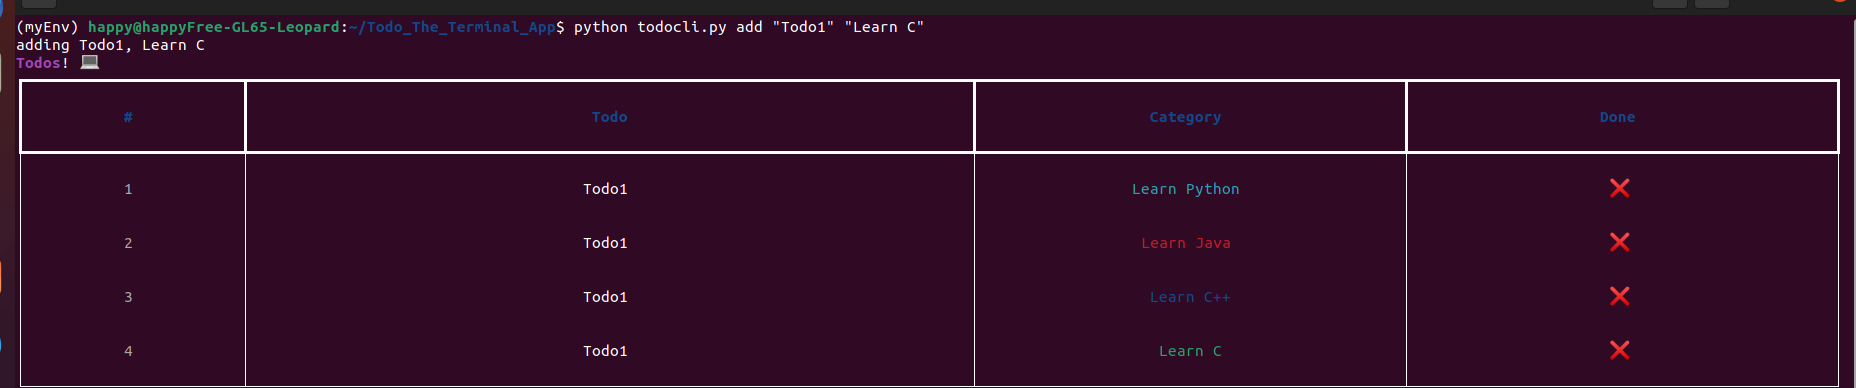 (myEnv) happy@happyFree-GL65-Leopard:~/Todo_The_Terminal_App$ python todocli.py add "Todo1" "Learn C"
adding Todo1, Learn C
Todos! 💻
# Todo Category Done
1 Todo1 Learn Python ❌
2 Todo1 Learn Java ❌
3 Todo1 Learn C++ ❌
4 Todo1 Learn C ❌